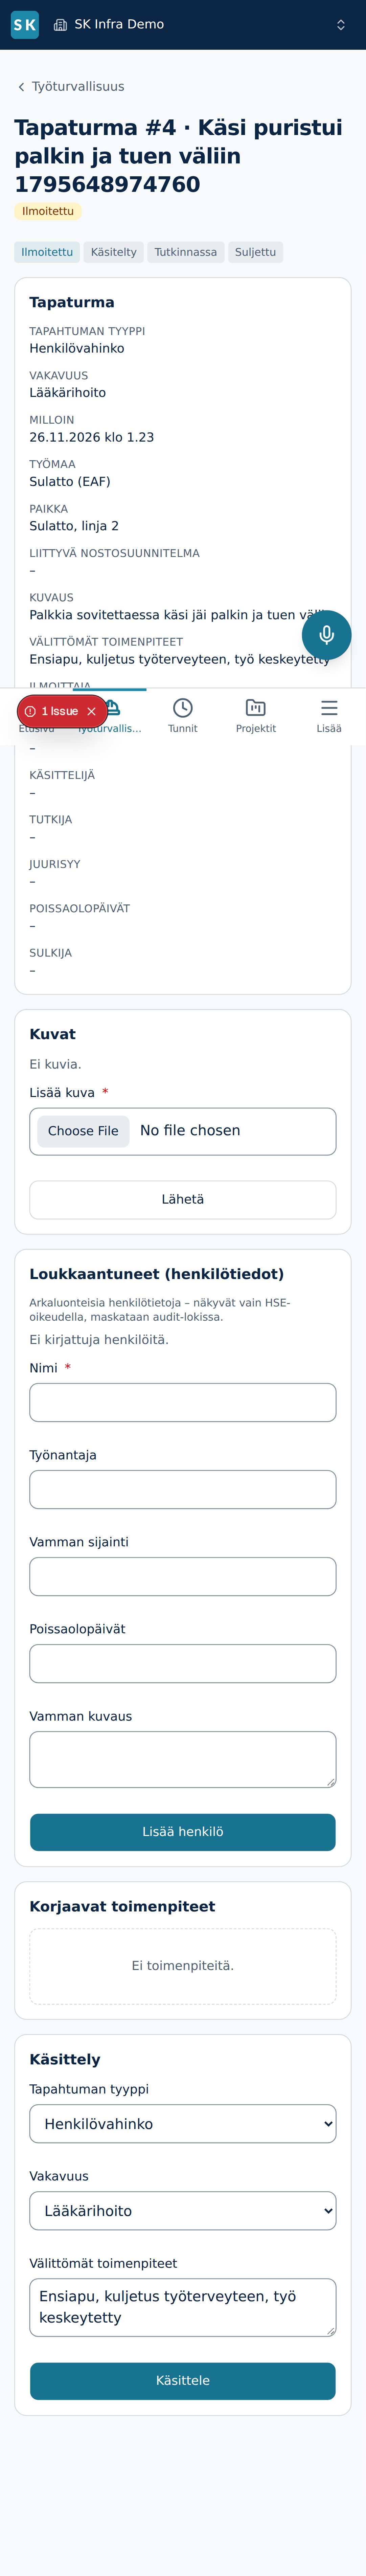 SK
SK Infra Demo
Työturvallisuus
Tapaturma #4 · Käsi puristui
palkin ja tuen väliin
1795648974760
Ilmoitettu
Ilmoitettu
Käsitelty
Tutkinnassa
Suljettu
Tapaturma
TAPAHTUMAN TYYPPI
Henkilövahinko
VAKAVUUS
Lääkärihoito
MILLOIN
26.11.2026 klo 1.23
TYÖMAA
Sulatto (EAF)
PAIKKA
Sulatto, linja 2
LIITTYVÄ NOSTOSUUNNITELMA
–
KUVAUS
Palkkia sovitettaessa käsi jäi palkin ja tuen
VÄLITTÖMÄT TOIMENPITEET
Ensiapu, kuljetus työterveyteen, työ keskeytetty
ILMOITTAJA
1 Issue
Etusivu
Työturvallis...
Tunnit
Projektit
Lisää
–
KÄSITTELIJÄ
–
TUTKIJA
–
JUURISYY
–
POISSAOLOPÄIVÄT
–
SULKIJA
–
Kuvat
Ei kuvia.
Lisää kuva *
Choose File No file chosen
Lähetä
Loukkaantuneet (henkilötiedot)
Arkaluonteisia henkilötietoja – näkyvät vain HSE-
oikeudella, maskataan audit-lokissa.
Ei kirjattuja henkilöitä.
Nimi *
Työnantaja
Vamman sijainti
Poissaolopäivät
Vamman kuvaus
Lisää henkilö
Korjaavat toimenpiteet
Ei toimenpiteitä.
Käsittely
Tapahtuman tyyppi
Henkilövahinko
Vakavuus
Lääkärihoito
Välittömät toimenpiteet
Ensiapu, kuljetus työterveyteen, työ
keskeytetty
Käsittele